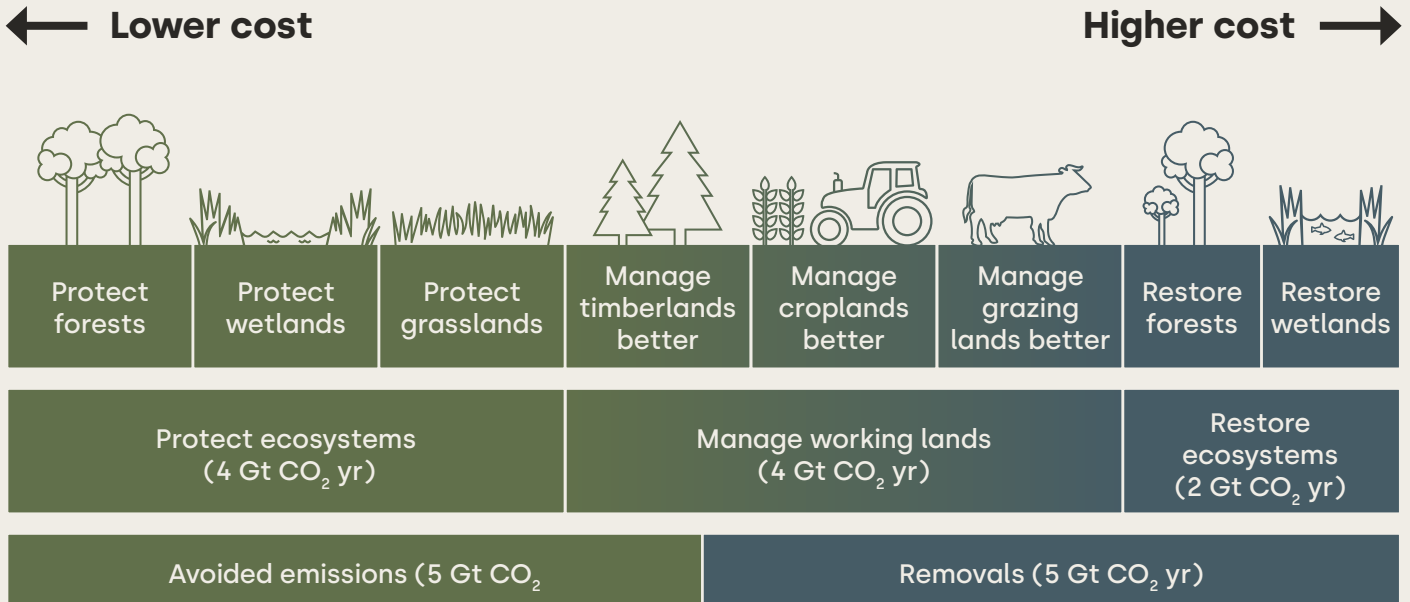 Lower cost
Higher cost
Protect
forests
Protect
wetlands
Protect
grasslands
Manage
timberlands
better
Manage
croplands
better
Manage
grazing
lands better
Restore
forests
Restore
wetlands
Protect ecosystems
(4 Gt CO₂ yr)
Manage working lands
(4 Gt CO₂ yr)
Restore
ecosystems
(2 Gt CO₂ yr)
Avoided emissions (5 Gt CO₂
Removals (5 Gt CO₂ yr)